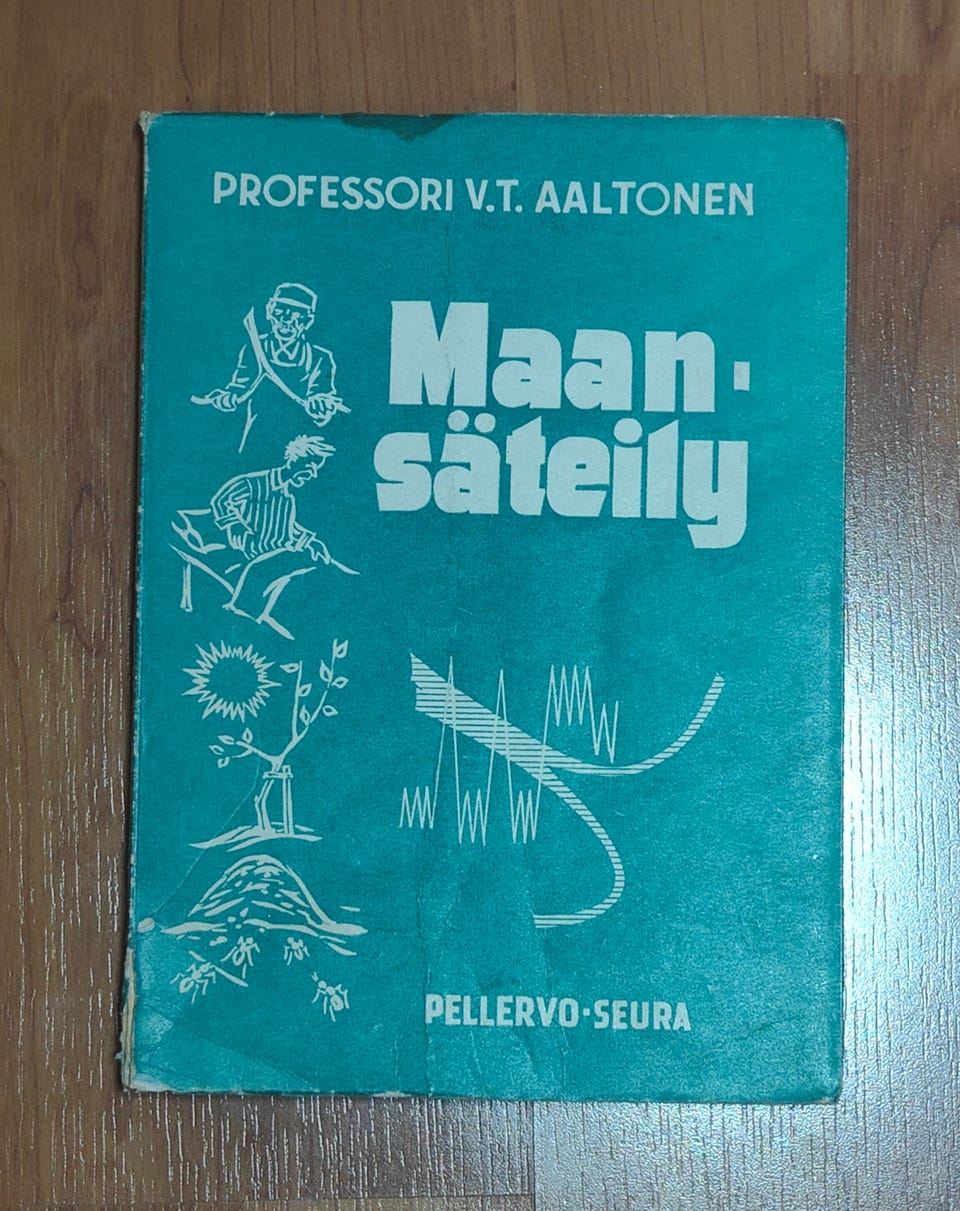 PROFESSORI V.T. AALTONEN
Maan-
säteily
PELLERVO-SEURA